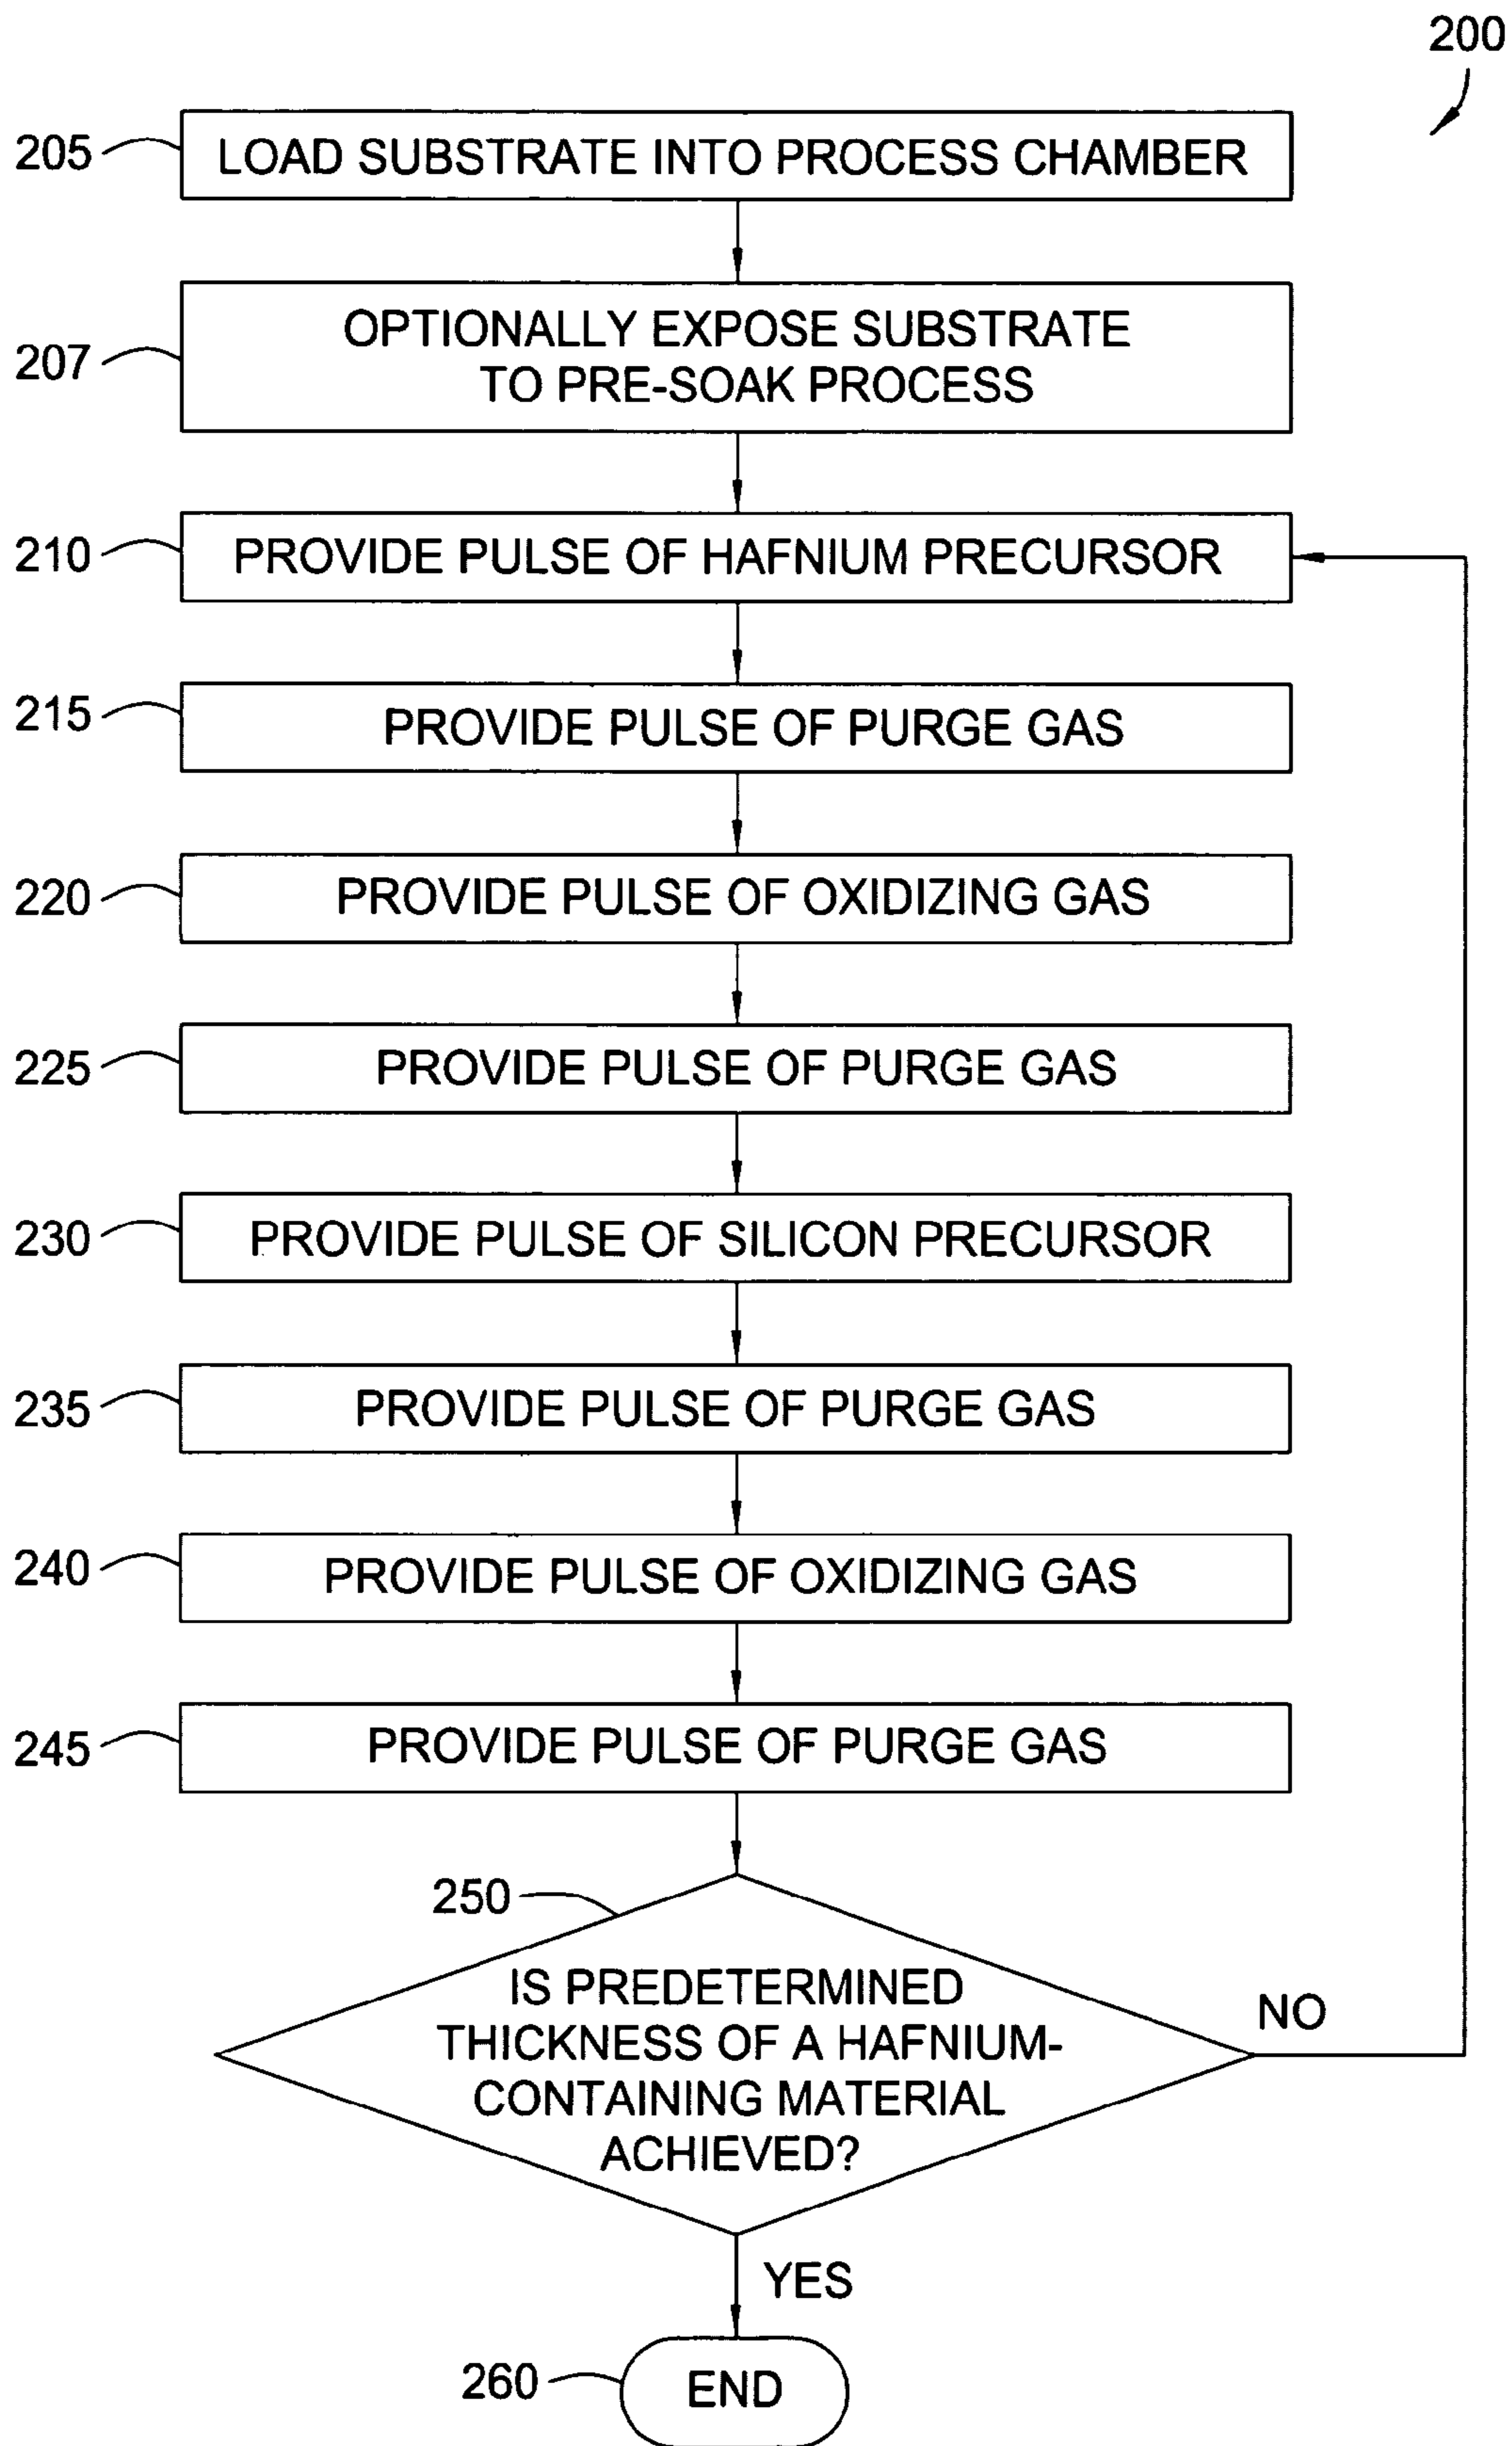 200
205 LOAD SUBSTRATE INTO PROCESS CHAMBER
OPTIONALLY EXPOSE SUBSTRATE
207
TO PRE-SOAK PROCESS
210 PROVIDE PULSE OF HAFNIUM PRECURSOR
215 PROVIDE PULSE OF PURGE GAS
220 PROVIDE PULSE OF OXIDIZING GAS
225 PROVIDE PULSE OF PURGE GAS
230 PROVIDE PULSE OF SILICON PRECURSOR
235 PROVIDE PULSE OF PURGE GAS
240 PROVIDE PULSE OF OXIDIZING GAS
245 PROVIDE PULSE OF PURGE GAS
250
IS PREDETERMINED
THICKNESS OF A HAFNIUM-
CONTAINING MATERIAL
ACHIEVED?
NO
YES
260 END